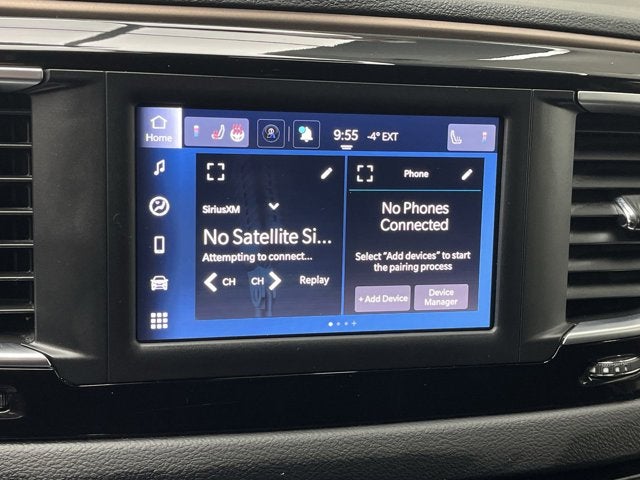 Home
9:55 -4° EXT
SiriusXM
No Satellite Si...
Attempting to connect...
CH CH Replay
Phone
No Phones
Connected
Select "Add devices" to start
the pairing process
+ Add Device
Device
Manager